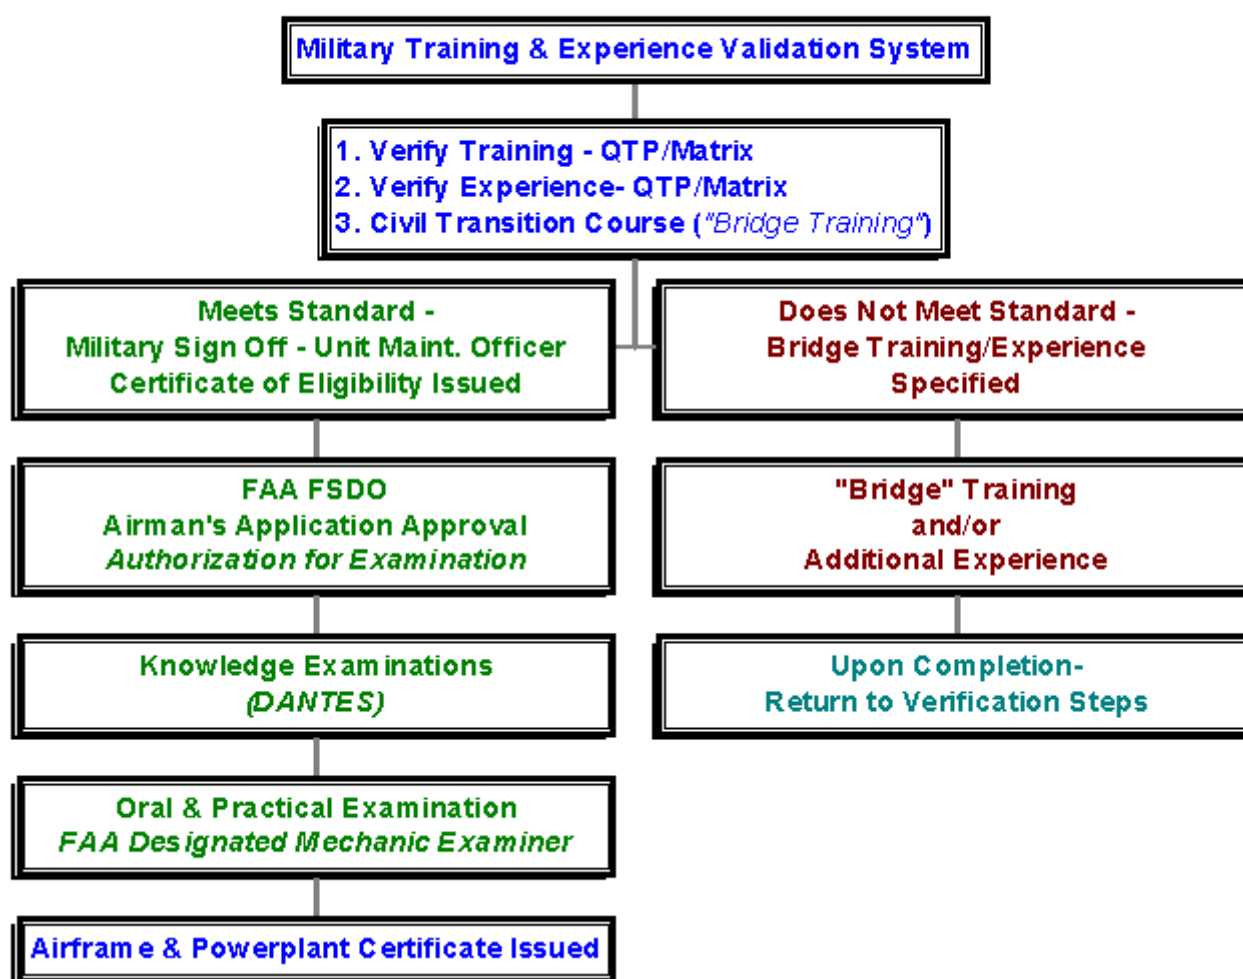 Military Training & Experience Validation System
1. Verify Training - QTP/Matrix
2. Verify Experience- QTP/Matrix
3. Civil Transition Course ("Bridge Training")
Meets Standard -
Military Sign Off - Unit Maint. Officer
Certificate of Eligibility Issued
Does Not Meet Standard -
Bridge Training/Experience
Specified
FAA FSDO
Airman's Application Approval
Authorization for Examination
"Bridge" Training
and/or
Additional Experience
Knowledge Examinations
(DANTES)
Upon Completion-
Return to Verification Steps
Oral & Practical Examination
FAA Designated Mechanic Examiner
Airframe & Powerplant Certificate Issued